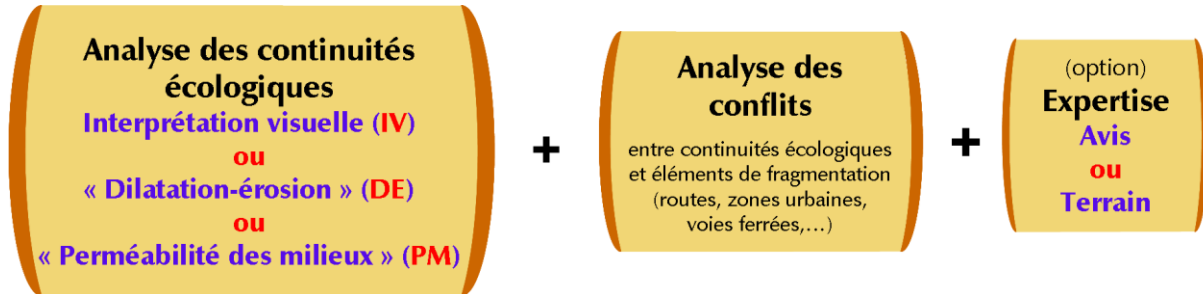 Analyse des continuités
écologiques
Interprétation visuelle (IV)
ou
« Dilatation-érosion » (DE)
ou
« Perméabilité des milieux » (PM)
+
Analyse des
conflits
entre continuités écologiques
et éléments de fragmentation
(routes, zones urbaines,
voies ferrées,...)
+
(option)
Expertise
Avis
ou
Terrain